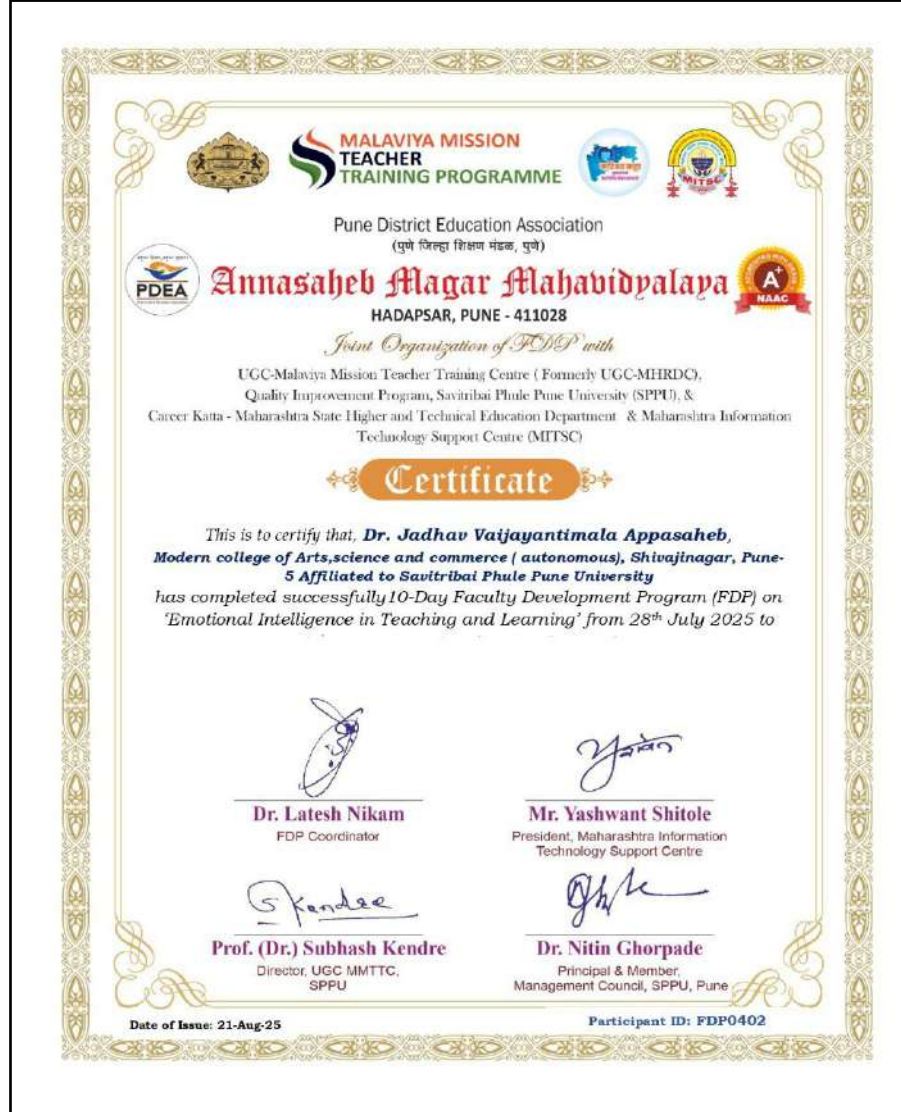 MALAVIYA MISSION
TEACHER
TRAINING PROGRAMME
MITSC
Pune District Education Association
(पुणे जिल्हा शिक्षण मंडळ, पुणे)
PDEA
Annasaheb Magar Mahavidyalaya
A+
NAAC
HADAPSAR, PUNE - 411028
Joint Organization of FDP with
UGC-Malaviya Mission Teacher Training Centre ( Formerly UGC-MHRDC),
Quality Improvement Program, Savitribai Phule Pune University (SPPU), &
Career Katta - Maharashtra State Higher and Technical Education Department & Maharashtra Information
Technology Support Centre (MITSC)
Certificate
This is to certify that, Dr. Jadhav Vaijayantimala Appasaheb,
Modern college of Arts,science and commerce ( autonomous), Shivajinagar, Pune-
5 Affiliated to Savitribai Phule Pune University
has completed successfully10-Day Faculty Development Program (FDP) on
‘Emotional Intelligence in Teaching and Learning’ from 28th July 2025 to
Dr. Latesh Nikam
FDP Coordinator
Mr. Yashwant Shitole
President, Maharashtra Information
Technology Support Centre
S Kendre
Prof. (Dr.) Subhash Kendre
Director, UGC MMTTC,
SPPU
Dr. Nitin Ghorpade
Principal & Member,
Management Council, SPPU, Pune
Date of Issue: 21-Aug-25
Participant ID: FDP0402